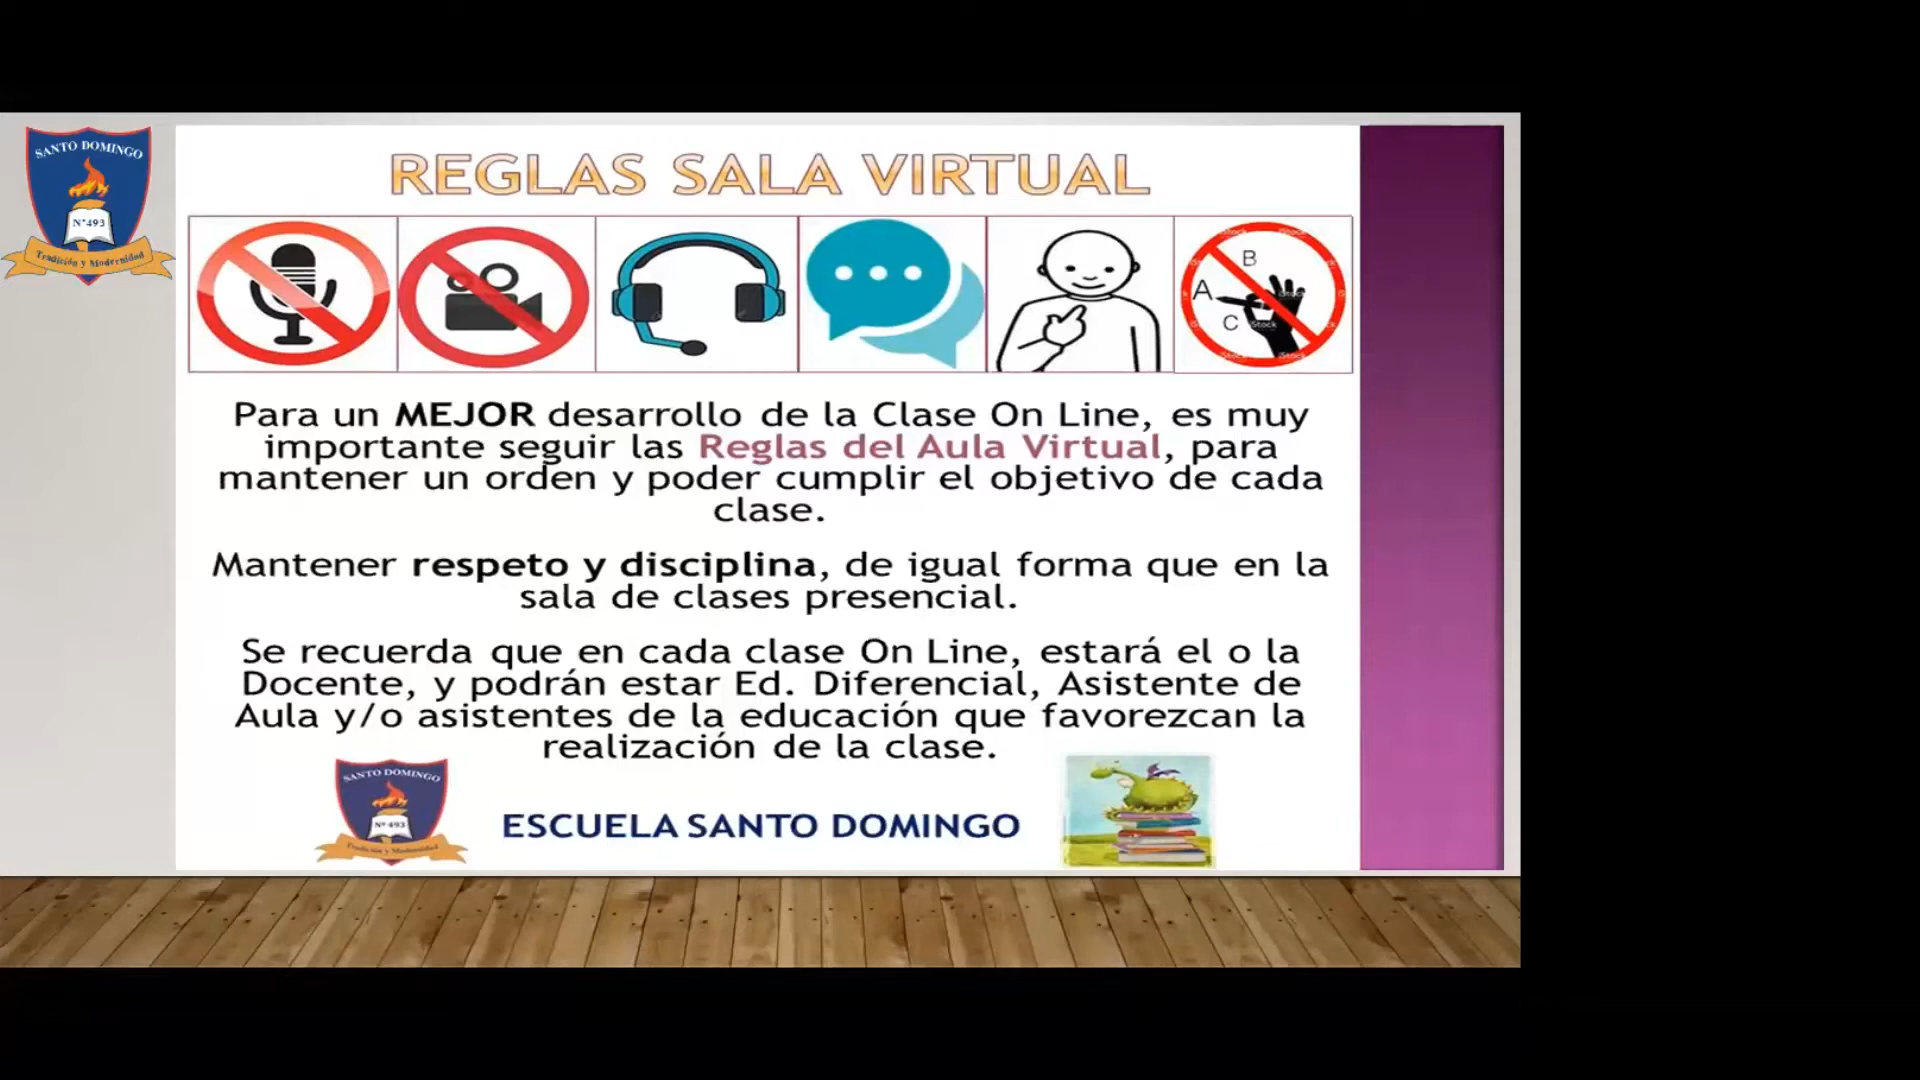 SANTO DOMINGO
N°493
Tradición y Modernidad
REGLAS SALA VIRTUAL
B
A
C
iStock
Para un MEJOR desarrollo de la Clase On Line, es muy
importante seguir las Reglas del Aula Virtual, para
mantener un orden y poder cumplir el objetivo de cada
clase.
Mantener respeto y disciplina, de igual forma que en la
sala de clases presencial.
Se recuerda que en cada clase On Line, estará el o la
Docente, y podrán estar Ed. Diferencial, Asistente de
Aula y/o asistentes de la educación que favorezcan la
realización de la clase.
SANTO DOMINGO
Nº 493
Tradición y Modernidad
ESCUELA SANTO DOMINGO